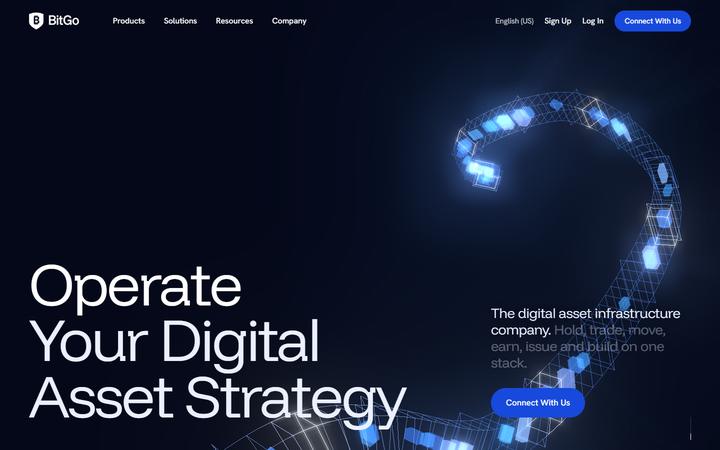 BitGo
Products Solutions Resources Company
English (US) Sign Up Log In Connect With Us
Operate
Your Digital
Asset Strategy
The digital asset infrastructure
company. Hold, trade, move,
earn, issue and build on one
stack.
Connect With Us